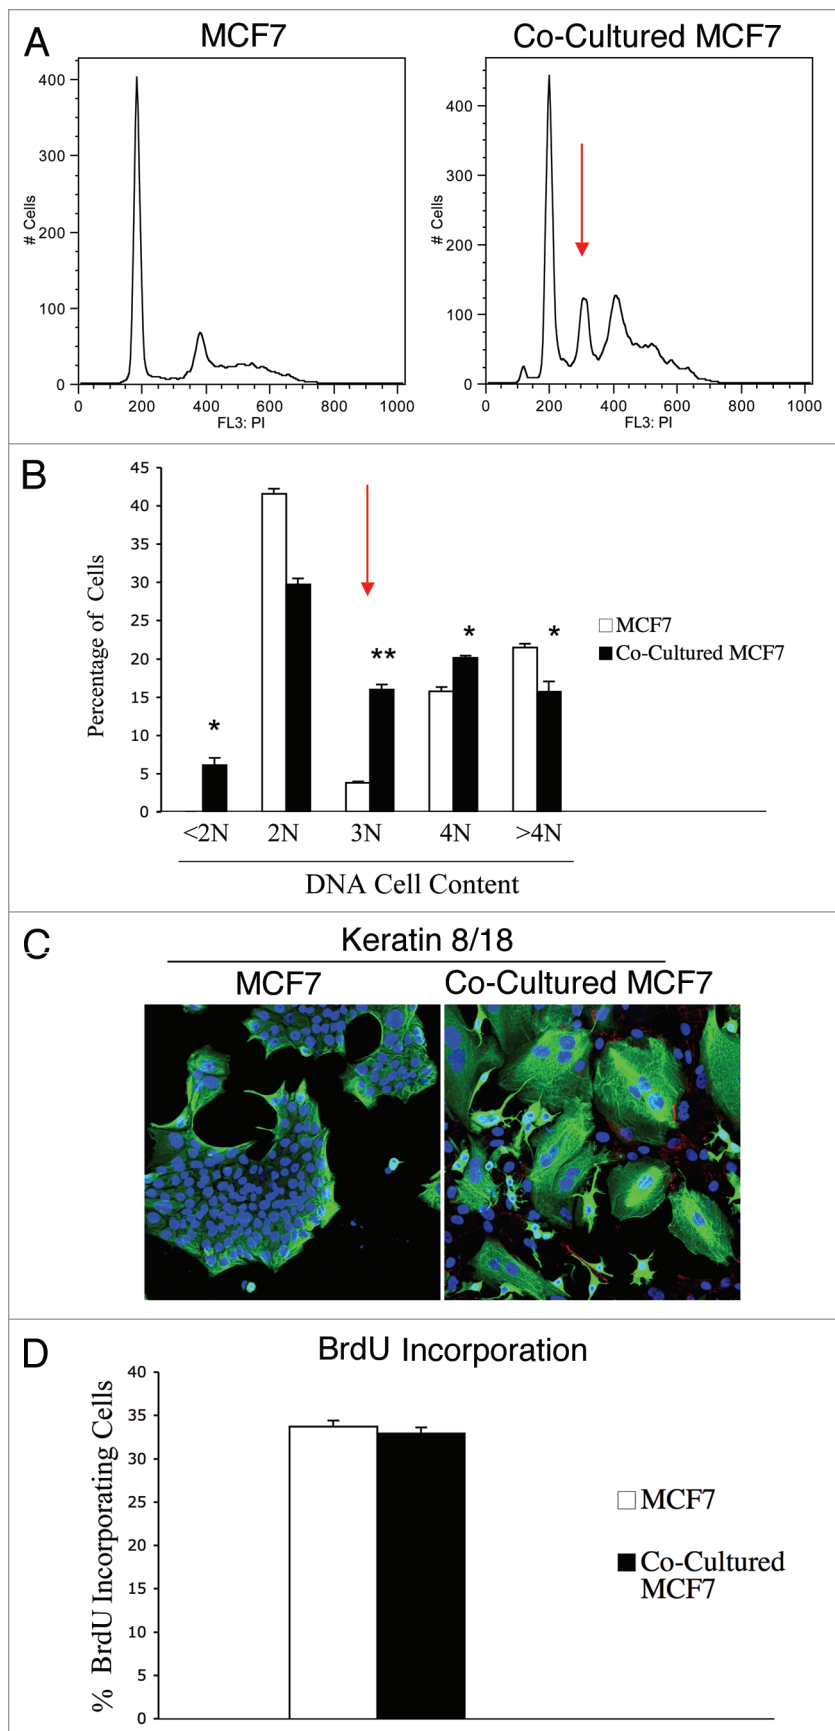 A
MCF7
Co-Cultured MCF7
# Cells
400
300
200
100
0
0 200 400 600 800 1000
FL3: PI
# Cells
400
300
200
100
0
0 200 400 600 800 1000
FL3: PI
B
Percentage of Cells
45
40
35
30
25
20
15
10
5
0
*
**
*
*
MCF7
Co-Cultured MCF7
<2N 2N 3N 4N >4N
DNA Cell Content
C
Keratin 8/18
MCF7
Co-Cultured MCF7
D
BrdU Incorporation
% BrdU Incorporating Cells
40
35
30
25
20
15
10
5
0
MCF7
Co-Cultured
MCF7